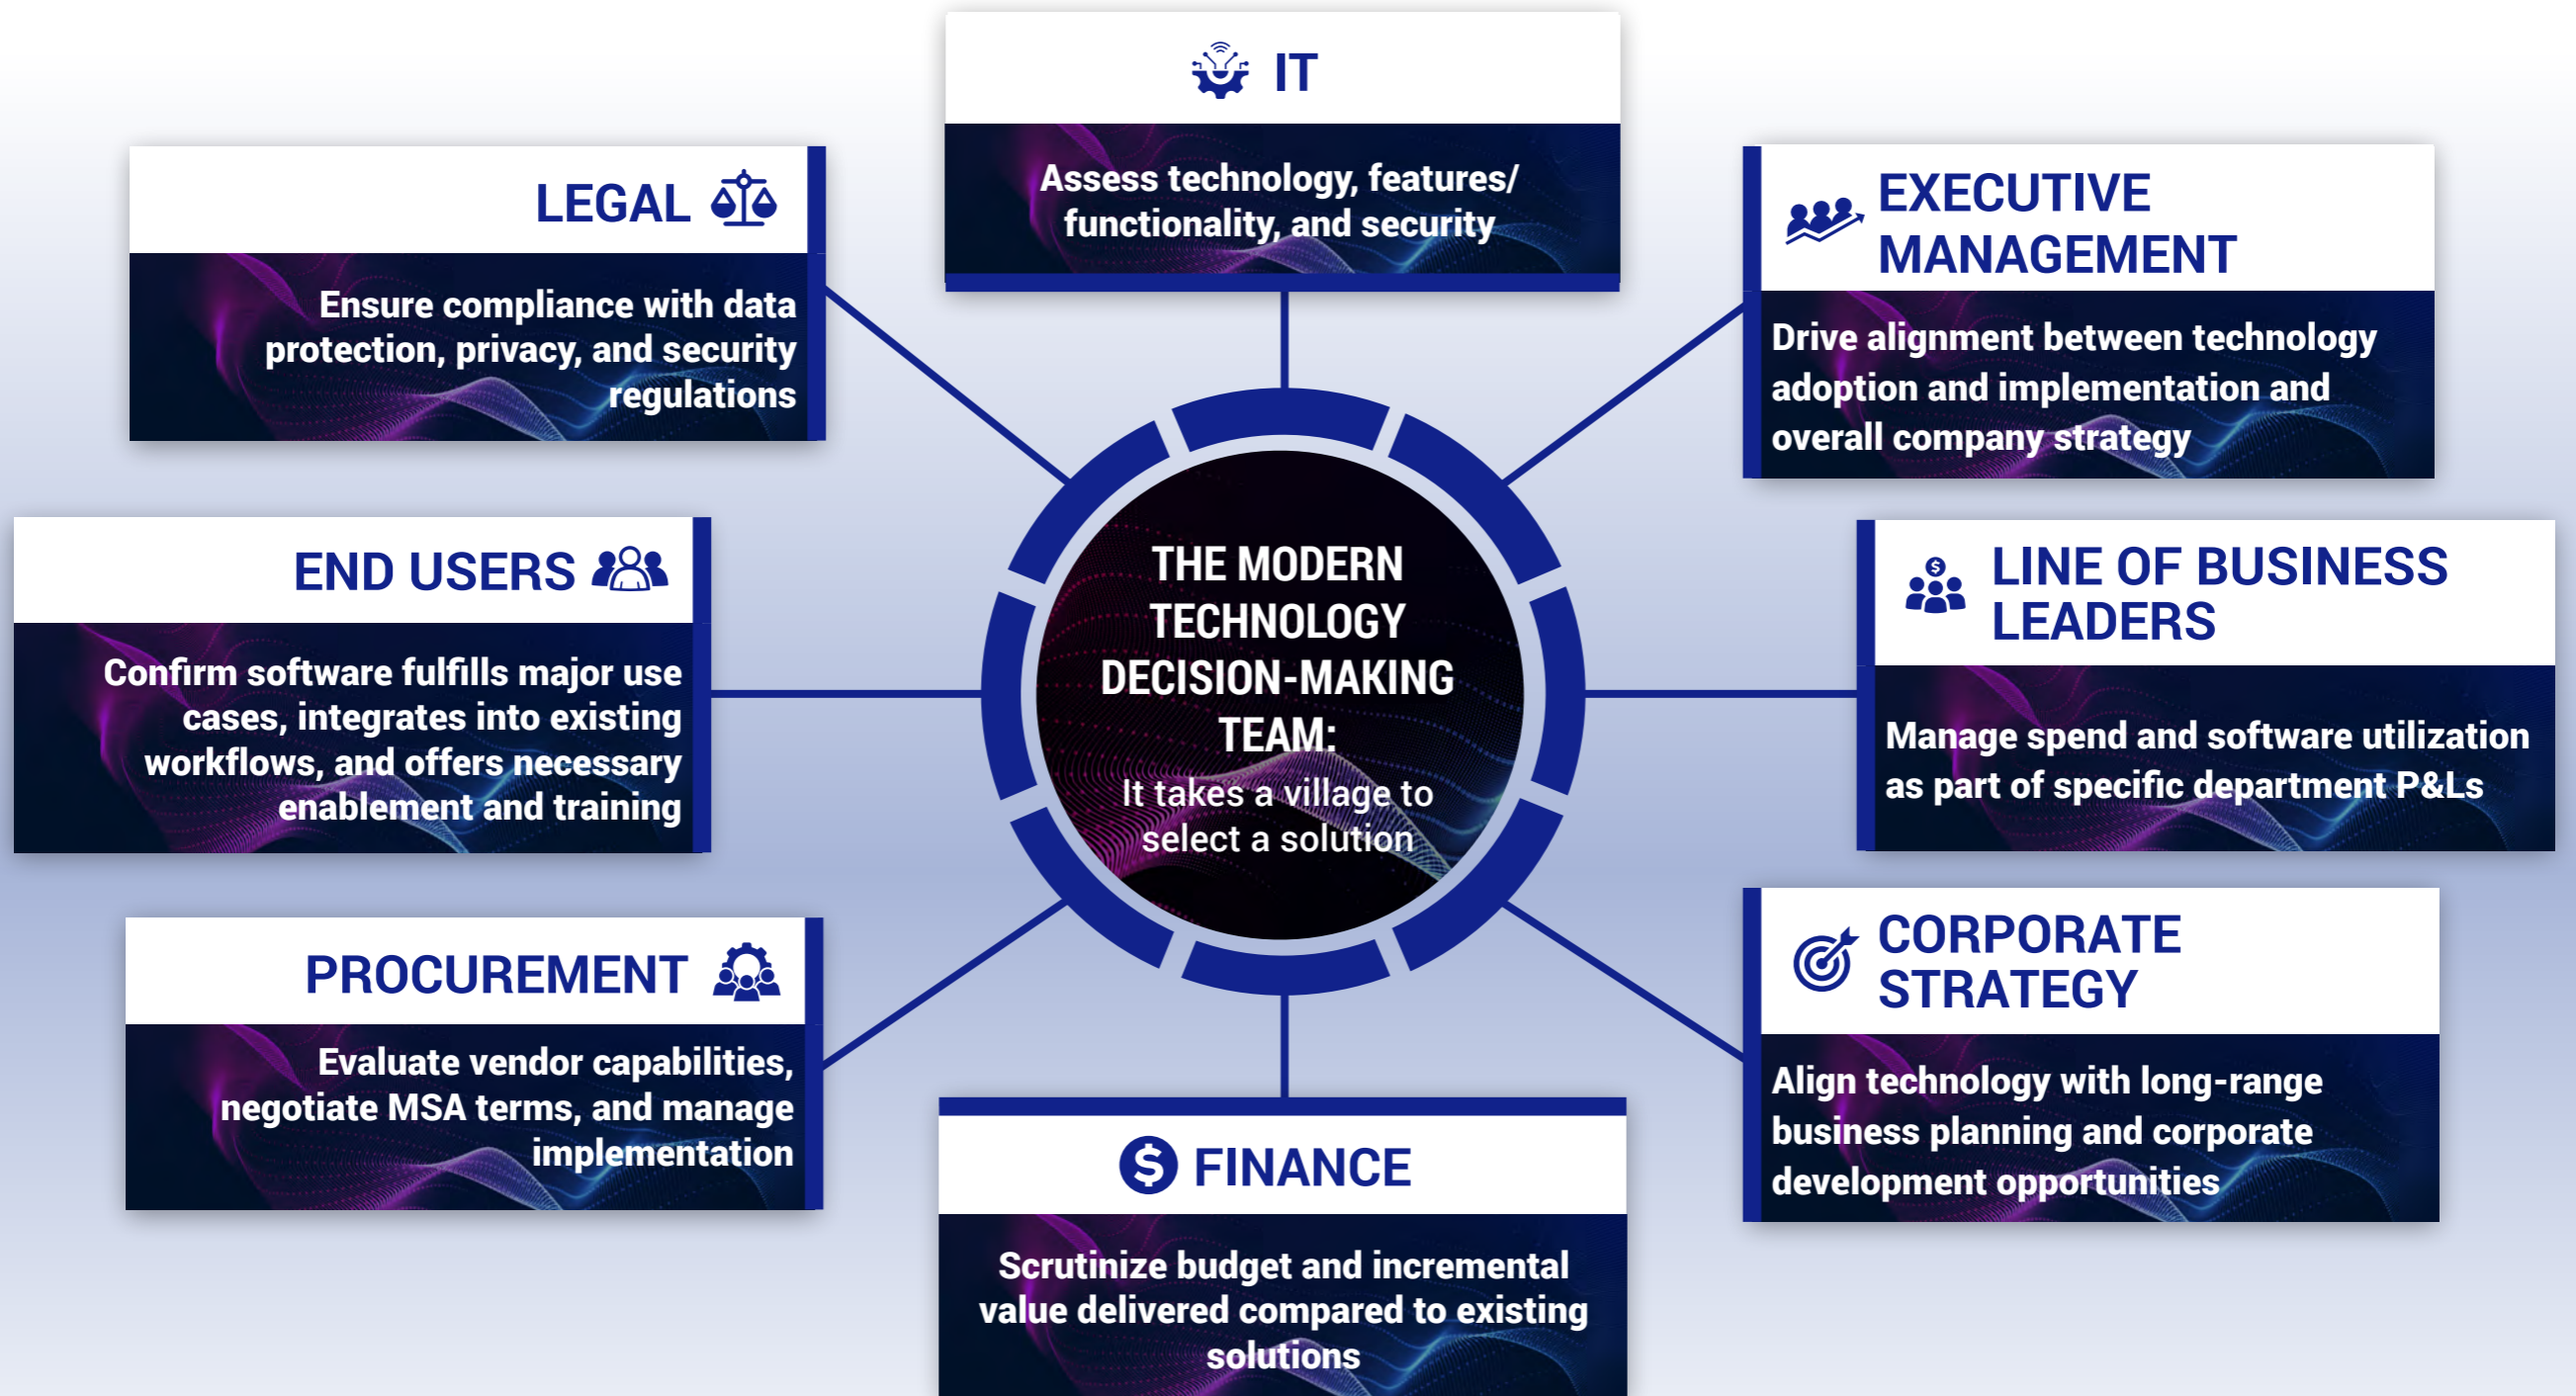 IT
Assess technology, features/
functionality, and security
EXECUTIVE
MANAGEMENT
Drive alignment between technology
adoption and implementation and
overall company strategy
LINE OF BUSINESS
LEADERS
Manage spend and software utilization
as part of specific department P&Ls
CORPORATE
STRATEGY
Align technology with long-range
business planning and corporate
development opportunities
FINANCE
Scrutinize budget and incremental
value delivered compared to existing
solutions
PROCUREMENT
Evaluate vendor capabilities,
negotiate MSA terms, and manage
implementation
END USERS
Confirm software fulfills major use
cases, integrates into existing
workflows, and offers necessary
enablement and training
LEGAL
Ensure compliance with data
protection, privacy, and security
regulations
THE MODERN
TECHNOLOGY
DECISION-MAKING
TEAM:
It takes a village to
select a solution